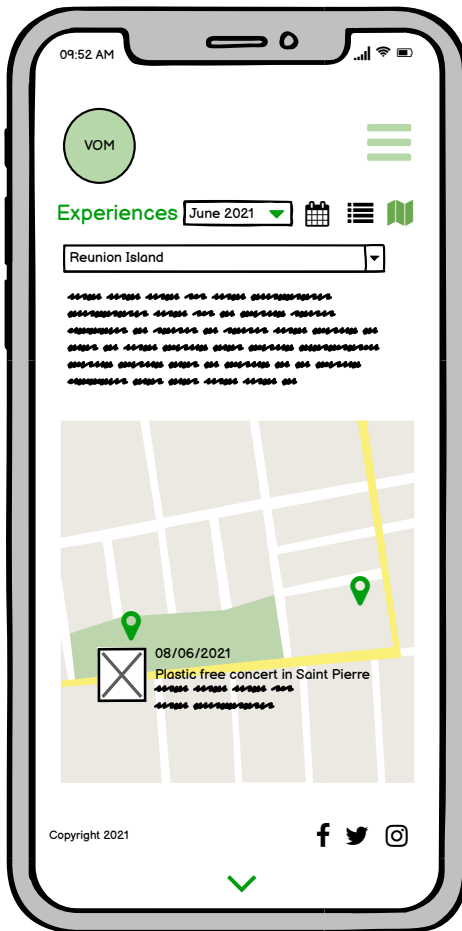 09:52 AM
VOM
Experiences June 2021
Reunion Island
08/06/2021
Plastic free concert in Saint Pierre
Copyright 2021